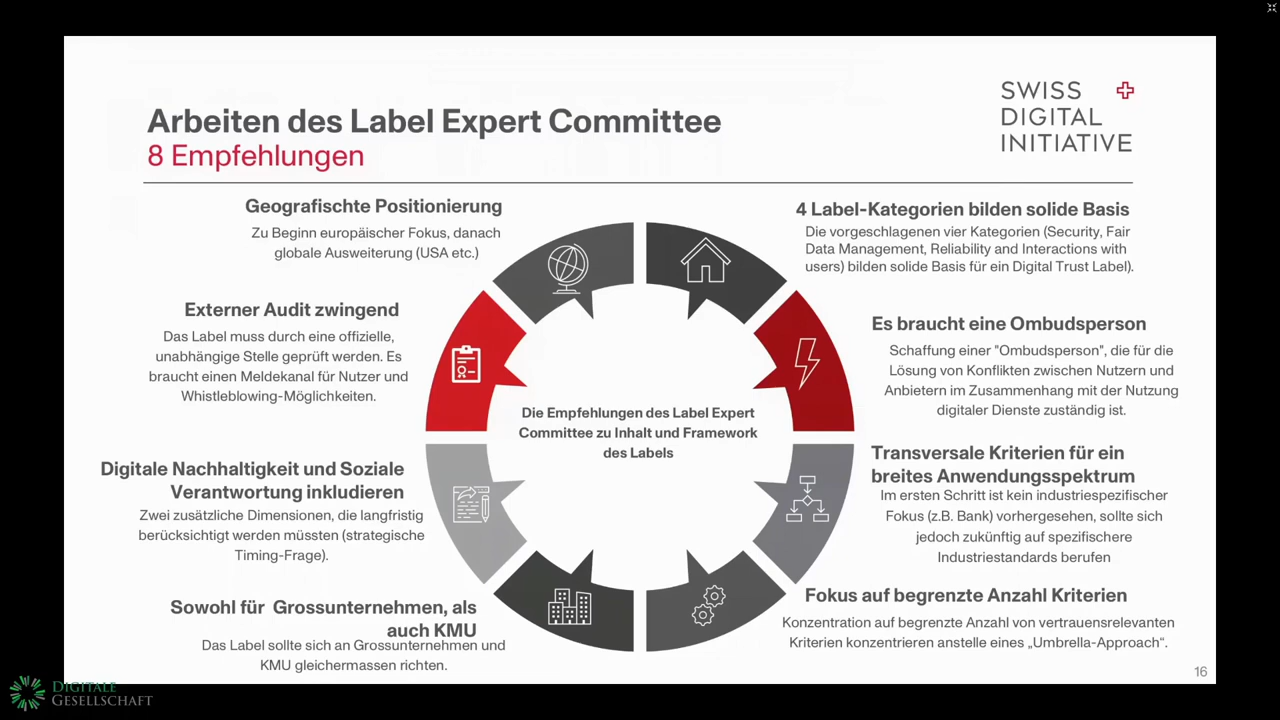 Arbeiten des Label Expert Committee
8 Empfehlungen
SWISS
DIGITAL
INITIATIVE
Geografischte Positionierung
Zu Beginn europäischer Fokus, danach
globale Ausweiterung (USA etc.)
4 Label-Kategorien bilden solide Basis
Die vorgeschlagenen vier Kategorien (Security, Fair
Data Management, Reliability and Interactions with
users) bilden solide Basis für ein Digital Trust Label).
Externer Audit zwingend
Das Label muss durch eine offizielle,
unabhängige Stelle geprüft werden. Es
braucht einen Meldekanal für Nutzer und
Whistleblowing-Möglichkeiten.
Es braucht eine Ombudsperson
Schaffung einer "Ombudsperson", die für die
Lösung von Konflikten zwischen Nutzern und
Anbietern im Zusammenhang mit der Nutzung
digitaler Dienste zuständig ist.
Die Empfehlungen des Label Expert
Committee zu Inhalt und Framework
des Labels
Digitale Nachhaltigkeit und Soziale
Verantwortung inkludieren
Zwei zusätzliche Dimensionen, die langfristig
berücksichtigt werden müssten (strategische
Timing-Frage).
Transversale Kriterien für ein
breites Anwendungsspektrum
Im ersten Schritt ist kein industriespezifischer
Fokus (z.B. Bank) vorhergesehen, sollte sich
jedoch zukünftig auf spezifischere
Industriestandards berufen
Sowohl für Grossunternehmen, als
auch KMU
Das Label sollte sich an Grossunternehmen und
KMU gleichermassen richten.
Fokus auf begrenzte Anzahl Kriterien
Konzentration auf begrenzte Anzahl von vertrauensrelevanten
Kriterien konzentrieren anstelle eines „Umbrella-Approach“.
16
DIGITALE
GESELLSCHAFT